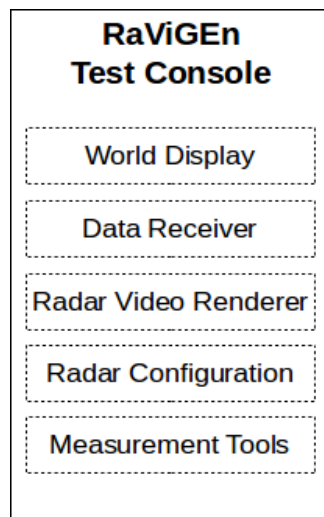 RaViGEn
Test Console
World Display
Data Receiver
Radar Video Renderer
Radar Configuration
Measurement Tools